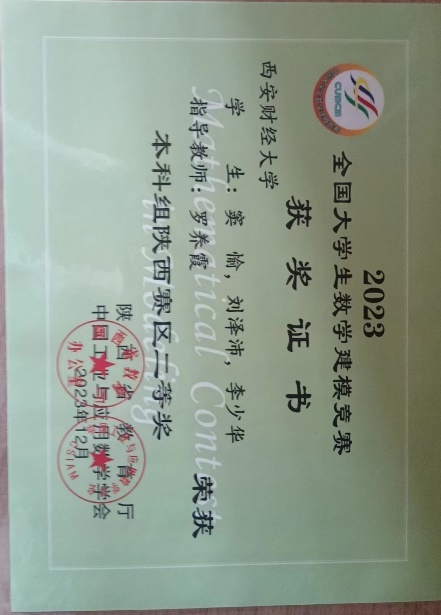 CUMCM
2023
全国大学生数学建模竞赛
获奖证书
西安财经大学
学 生：窦 愉，刘泽沛，李少华
指导教师：罗养霞 荣获
本科组陕西赛区二等奖
陕西省教育厅
中国工业与应用数学学会
2023年12月
Mathematical Contest